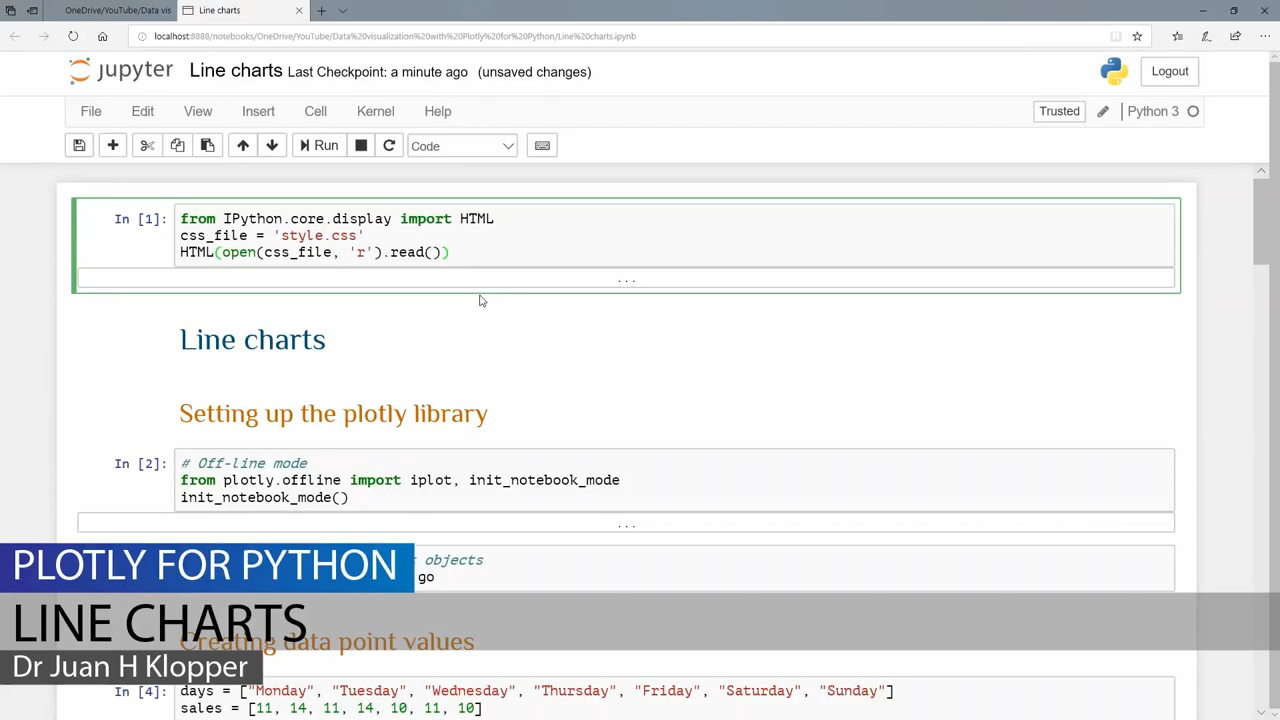 OneDrive/YouTube/Data vis
Line charts
localhost:8888/notebooks/OneDrive/YouTube/Data%20visualization%20with%20Plotly%20for%20Python/Line%20charts.ipynb
jupyter Line charts Last Checkpoint: a minute ago (unsaved changes)
Logout
File Edit View Insert Cell Kernel Help
Trusted Python 3
Run Code
In [1]: from IPython.core.display import HTML
css_file = 'style.css'
HTML(open(css_file, 'r').read())
...
Line charts
Setting up the plotly library
In [2]: # Off-line mode
from plotly.offline import iplot, init_notebook_mode
init_notebook_mode()
...
objects
go
PLOTLY FOR PYTHON
LINE CHARTS
Creating data point values
Dr Juan H Klopper
In [4]: days = ["Monday", "Tuesday", "Wednesday", "Thursday", "Friday", "Saturday", "Sunday"]
sales = [11, 14, 11, 14, 10, 11, 10]